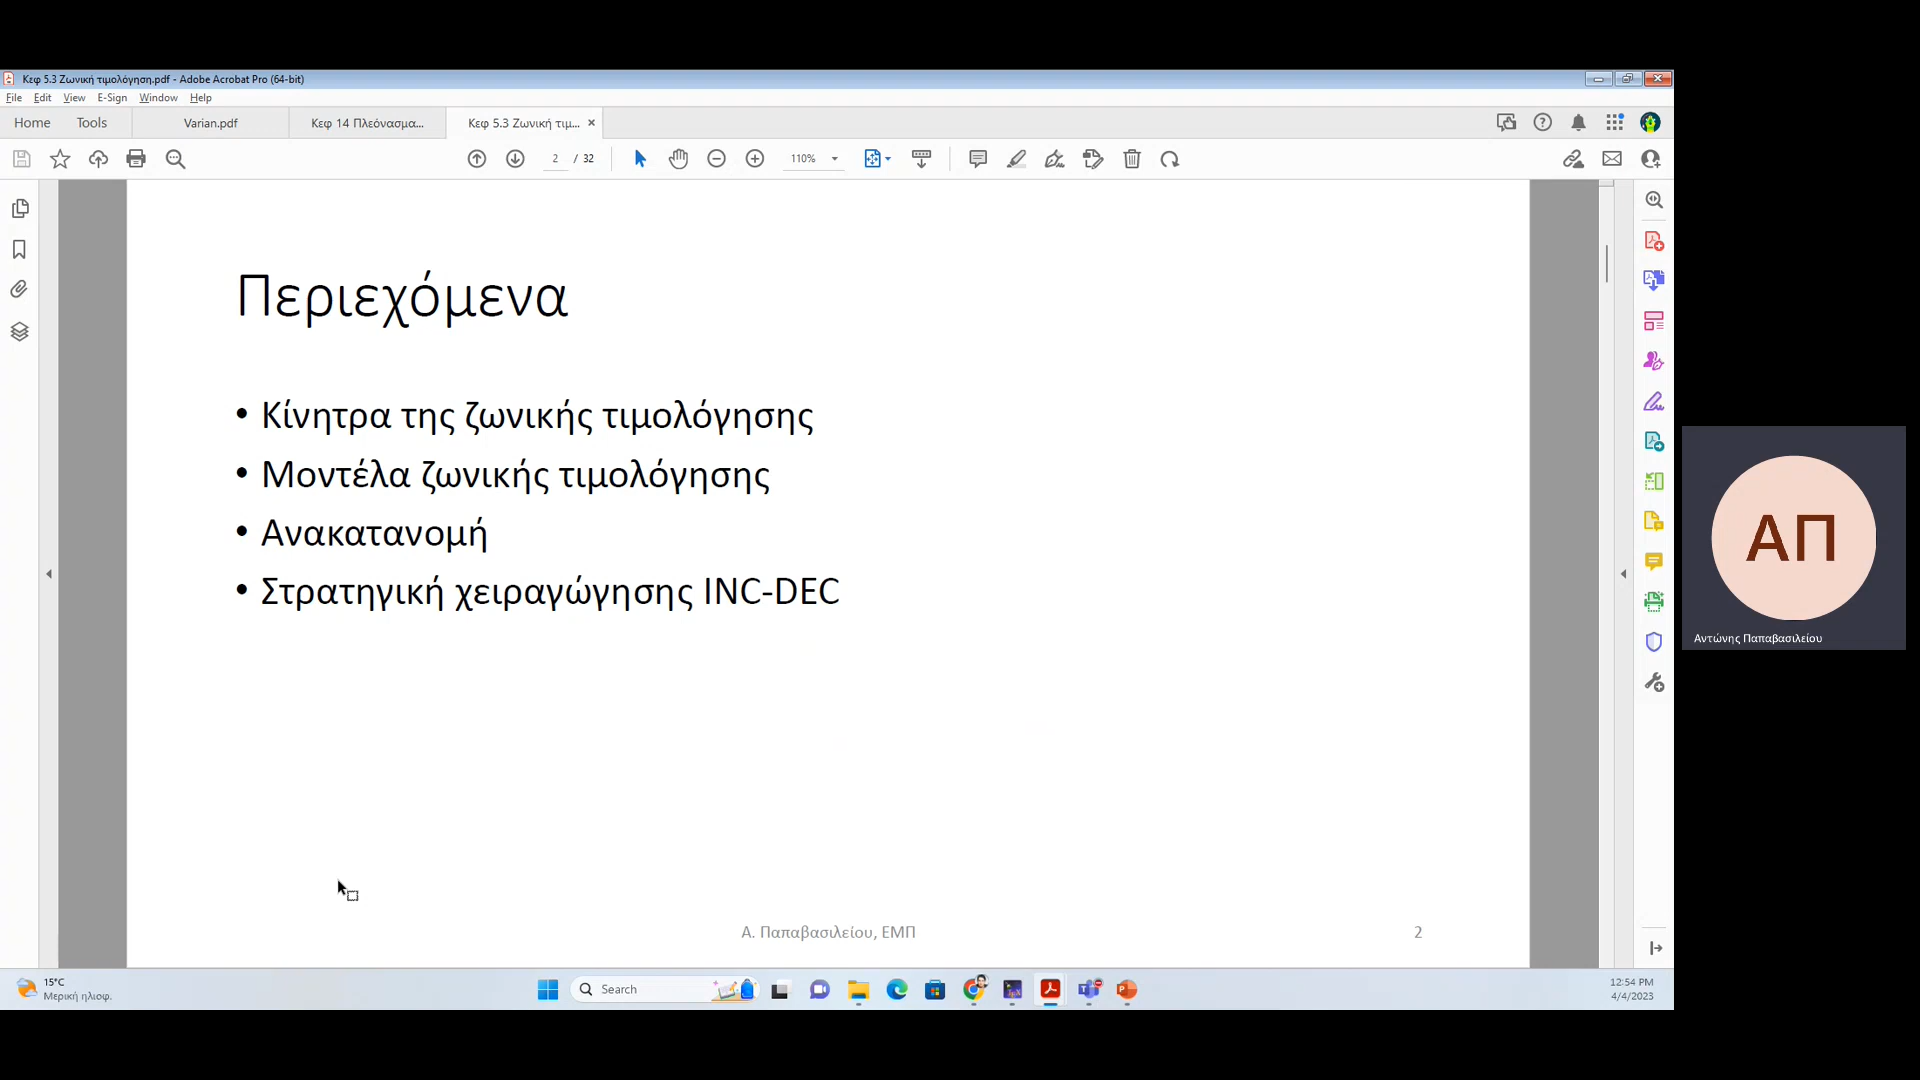 Κεφ 5.3 Ζωνική τιμολόγηση.pdf - Adobe Acrobat Pro (64-bit)
File Edit View E-Sign Window Help
Home Tools Varian.pdf Κεφ 14 Πλεόνασμα... Κεφ 5.3 Ζωνική τιμ...
2 / 32 110%
Περιεχόμενα
• Κίνητρα της ζωνικής τιμολόγησης
• Μοντέλα ζωνικής τιμολόγησης
• Ανακατανομή
• Στρατηγική χειραγώγησης INC-DEC
Α. Παπαβασιλείου, ΕΜΠ 2
ΑΠ
Αντώνης Παπαβασιλείου
15°C
Μερική ηλιοφ.
Search
12:54 PM
4/4/2023